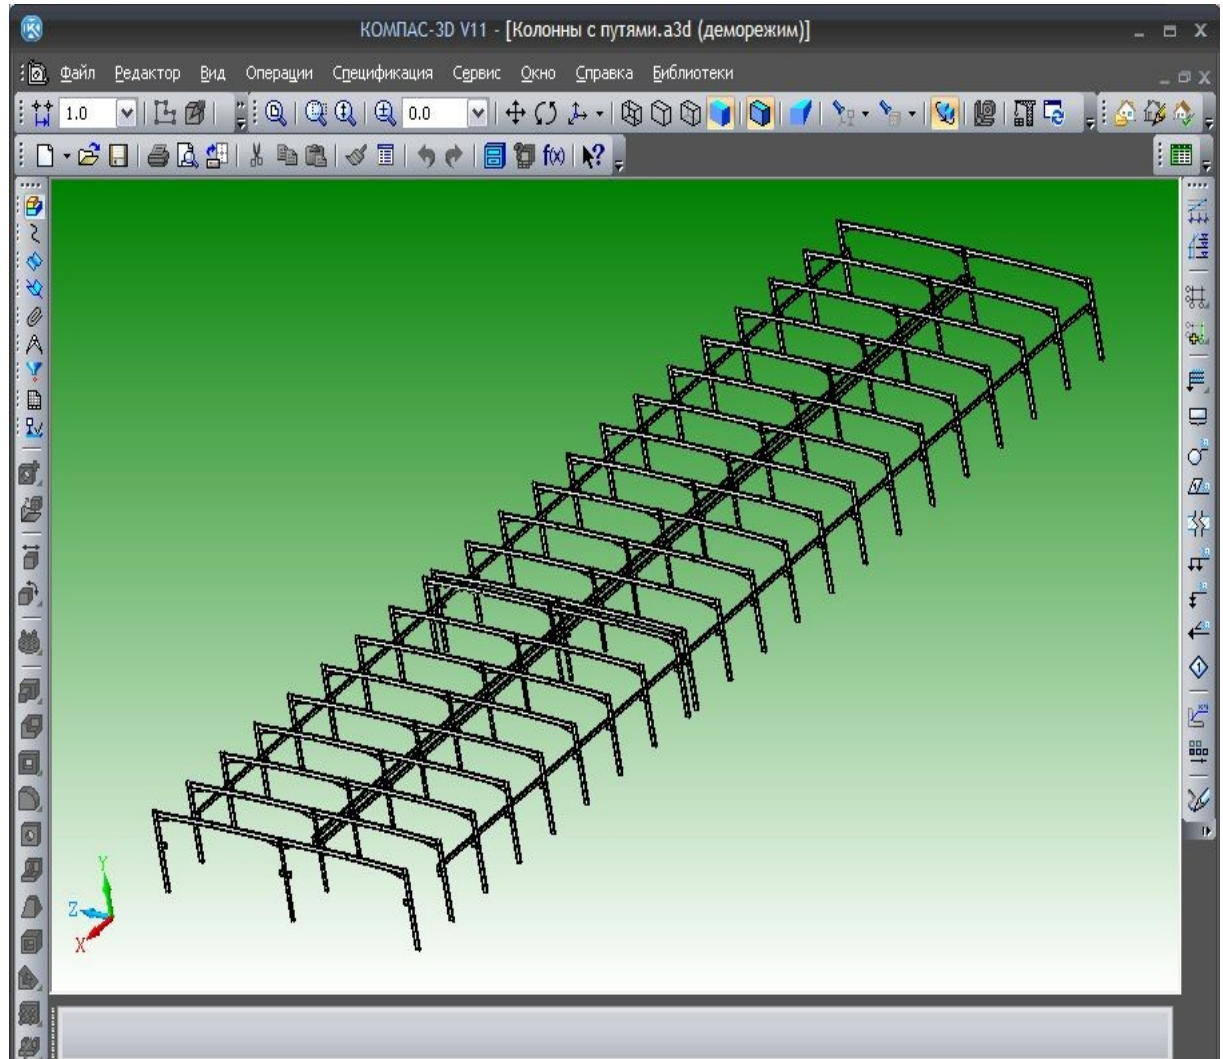 КОМПАС-3D V11 - [Колонны с путями.a3d (деморежим)]
Файл Редактор Вид Операции Спецификация Сервис Окно Справка Библиотеки
1.0 0.0
f(x)
Y
Z
X